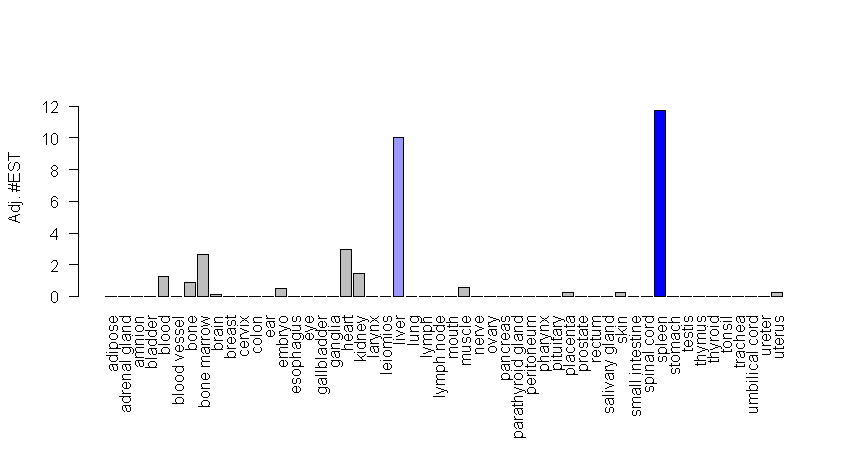 Adj. #EST
12
10
8
6
4
2
0
adipose
adrenal gland
amnion
bladder
blood
blood vessel
bone
bone marrow
brain
breast
cervix
colon
ear
embryo
esophagus
eye
gallbladder
ganglia
heart
kidney
larynx
leiomios
liver
lung
lymph
lymph node
mouth
muscle
nerve
ovary
pancreas
parathyroid gland
peritoneum
pharynx
pituitary
placenta
prostate
rectum
salivary gland
skin
small intestine
spinal cord
spleen
stomach
testis
thymus
thyroid
tonsil
trachea
umbilical cord
ureter
uterus